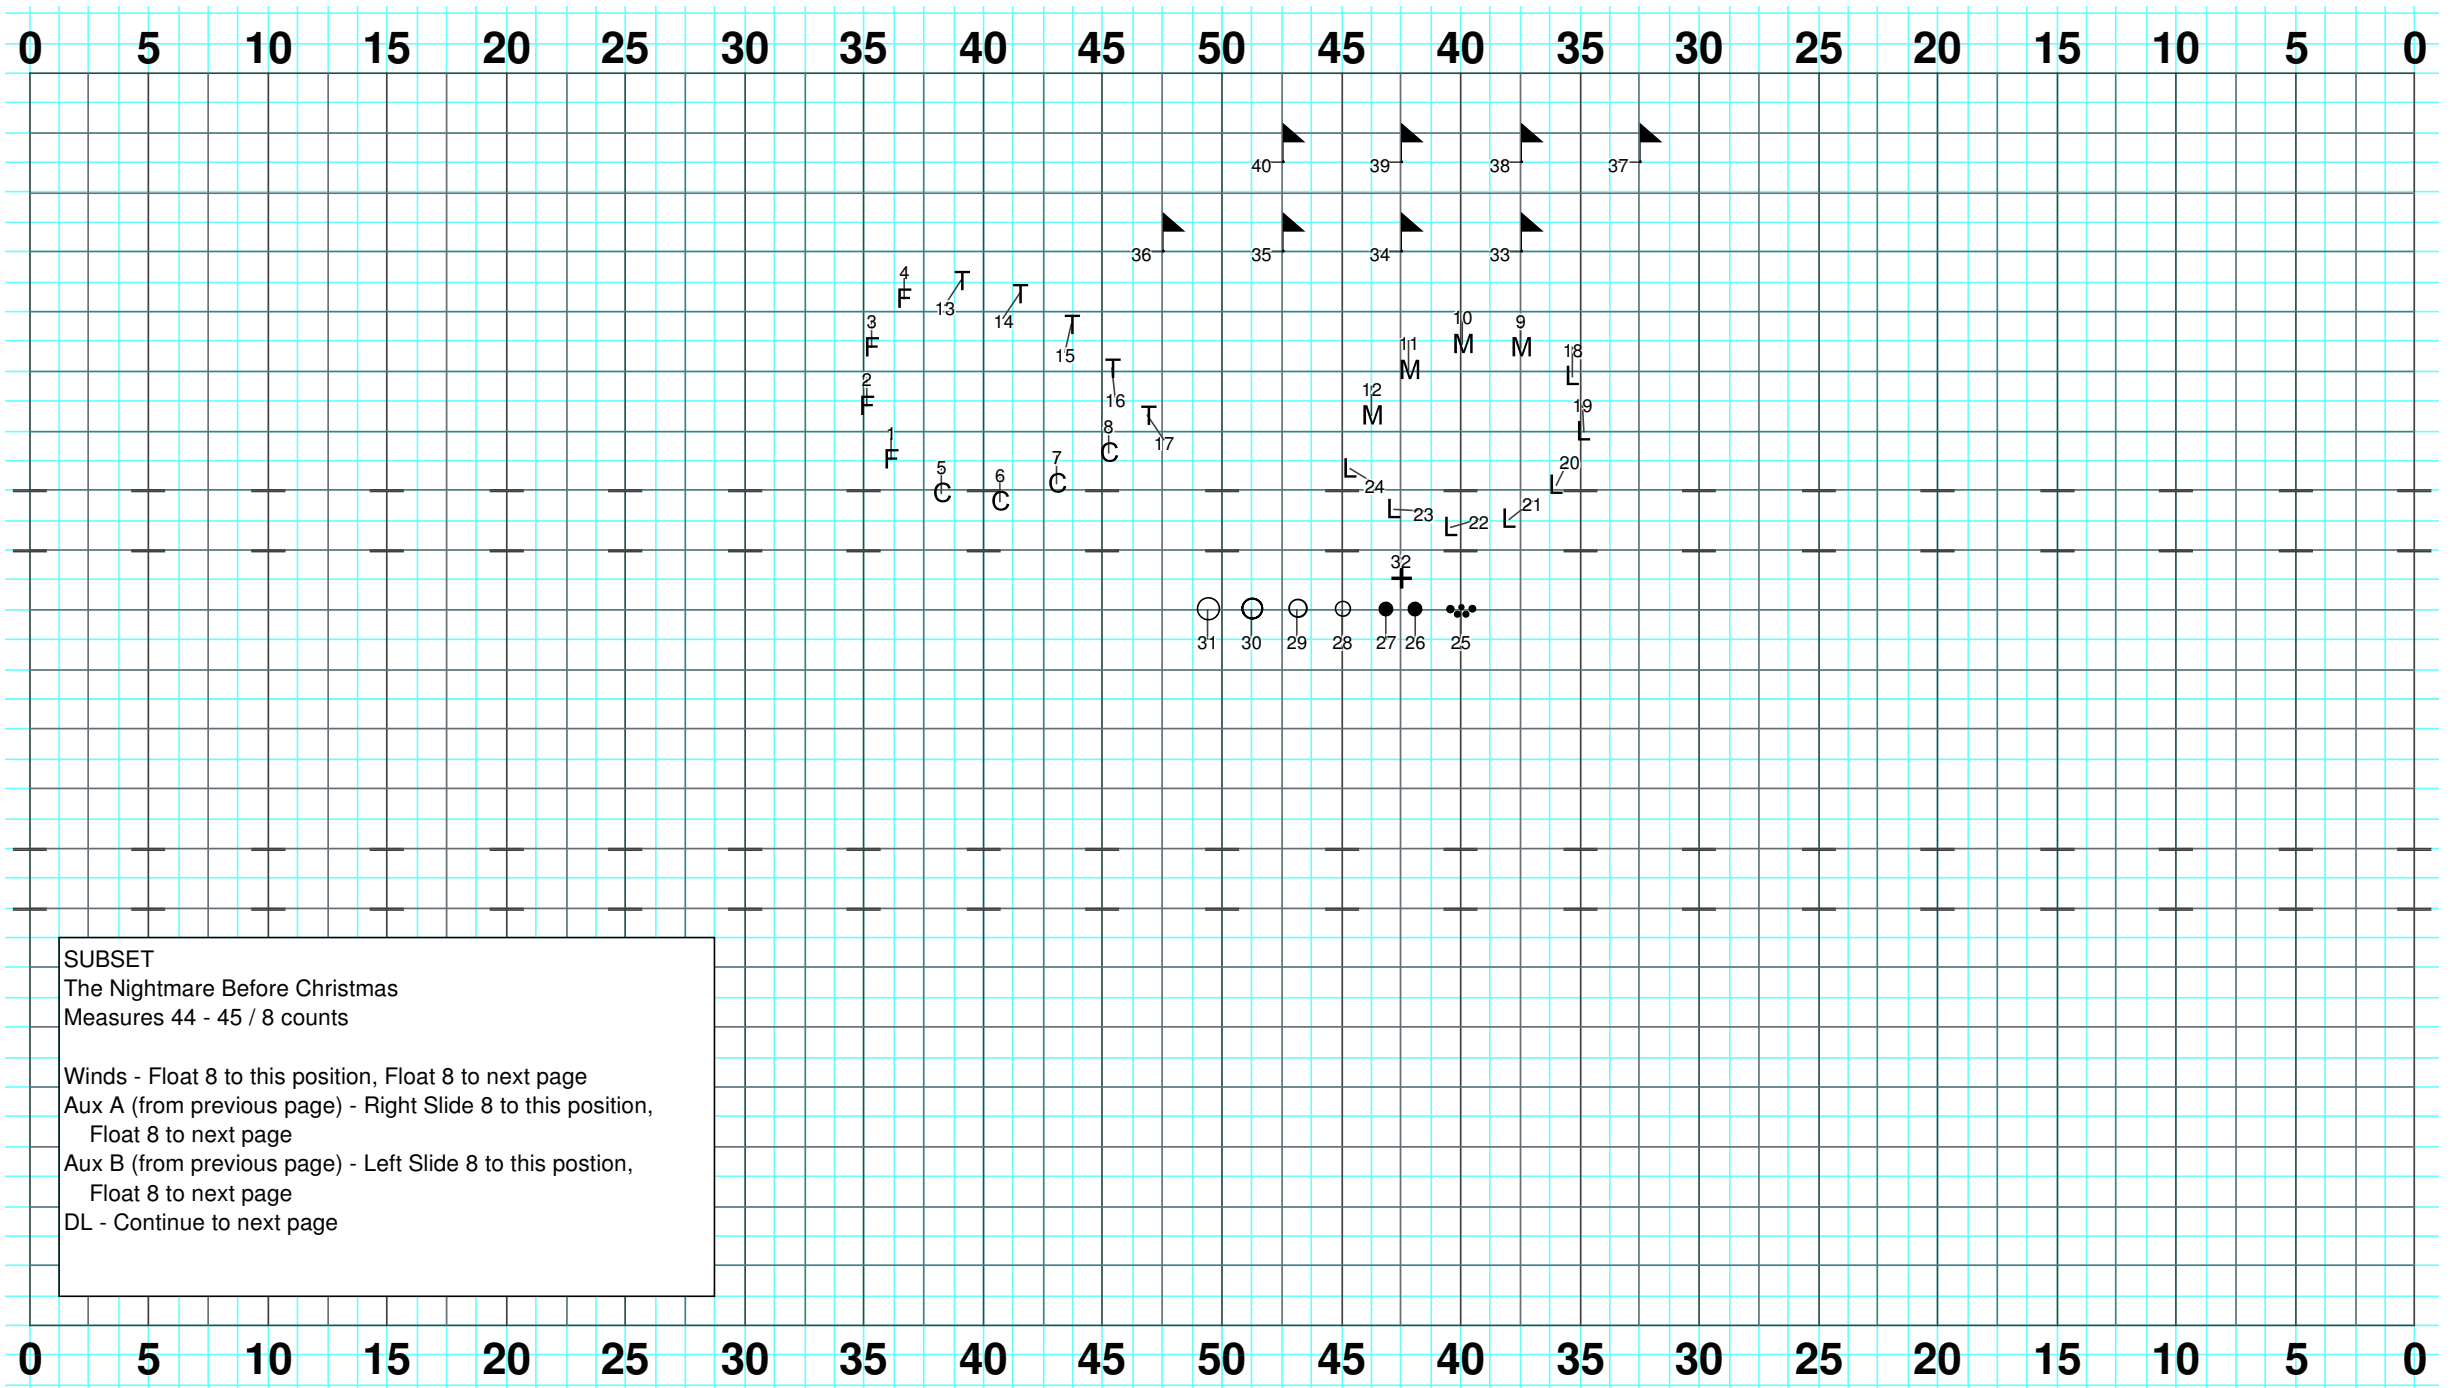 0 5 10 15 20 25 30 35 40 45 50 45 40 35 30 25 20 15 10 5 0
40 39 38 37
36 35 34 33
4
F 13 T 14 T
3 T 10 9
F 15 M M 11 18
2 T M L
F 16 12 19
1 T 8 M L
F 17 C
5 6 7 L 20
C C C 24 L
L 23 L 22 L 21
32
+
31 30 29 28 27 26 25
SUBSET
The Nightmare Before Christmas
Measures 44 - 45 / 8 counts
Winds - Float 8 to this position, Float 8 to next page
Aux A (from previous page) - Right Slide 8 to this position,
Float 8 to next page
Aux B (from previous page) - Left Slide 8 to this postion,
Float 8 to next page
DL - Continue to next page
0 5 10 15 20 25 30 35 40 45 50 45 40 35 30 25 20 15 10 5 0